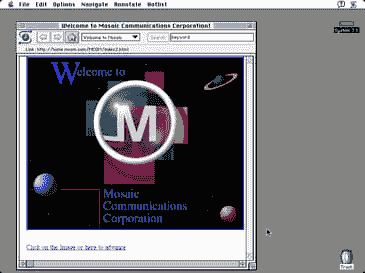 File Edit Options Navigate Annotate Hotlist
Welcome to Mosaic Communications Corporation!
Welcome to Mosaic
Search: keyword
Link: http://home.mcom.com/MCOM/index2.html
Welcome to
M
Mosaic
Communications
Corporation
Click on the Image or here to advance
System 7.5
Trash